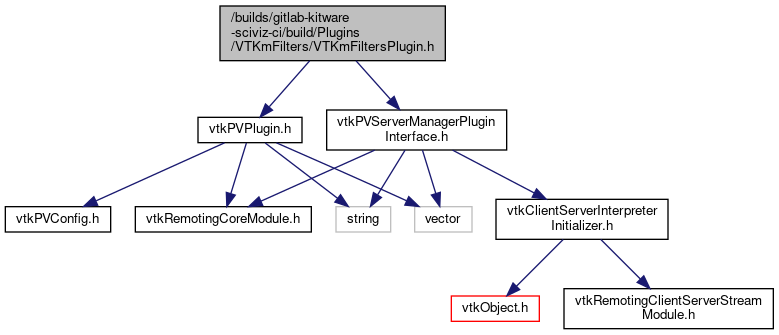 /builds/gitlab-kitware
-sciviz-ci/build/Plugins
/VTKmFilters/VTKmFiltersPlugin.h
vtkPVPlugin.h
vtkPVServerManagerPlugin
Interface.h
vtkPVConfig.h
vtkRemotingCoreModule.h
string
vector
vtkClientServerInterpreter
Initializer.h
vtkObject.h
vtkRemotingClientServerStream
Module.h